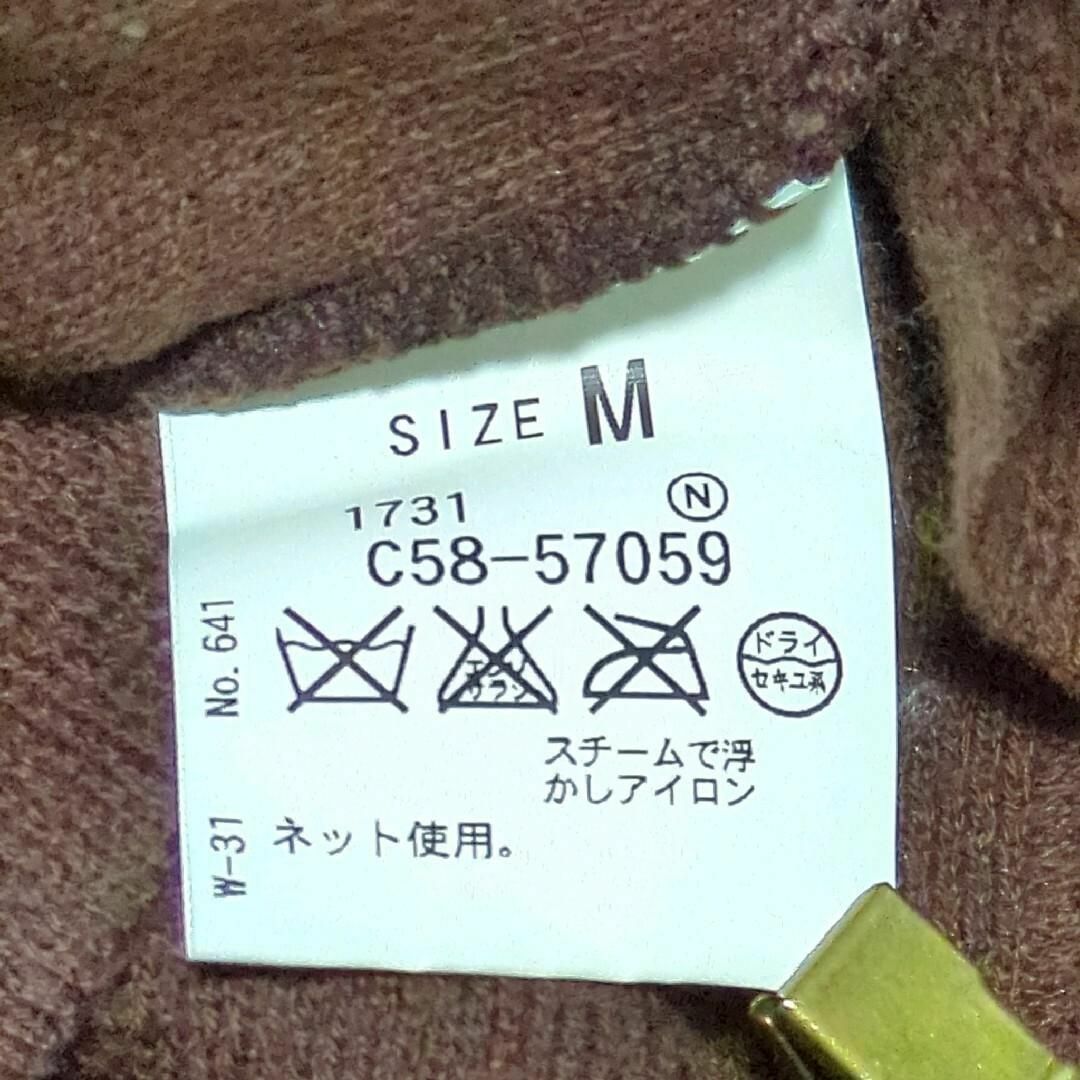 SIZE M
1731 N
C58-57059
エンソ
サラシ
ドライ
セキユ系
スチームで浮
かしアイロン
ネット使用。
No. 641
W-31